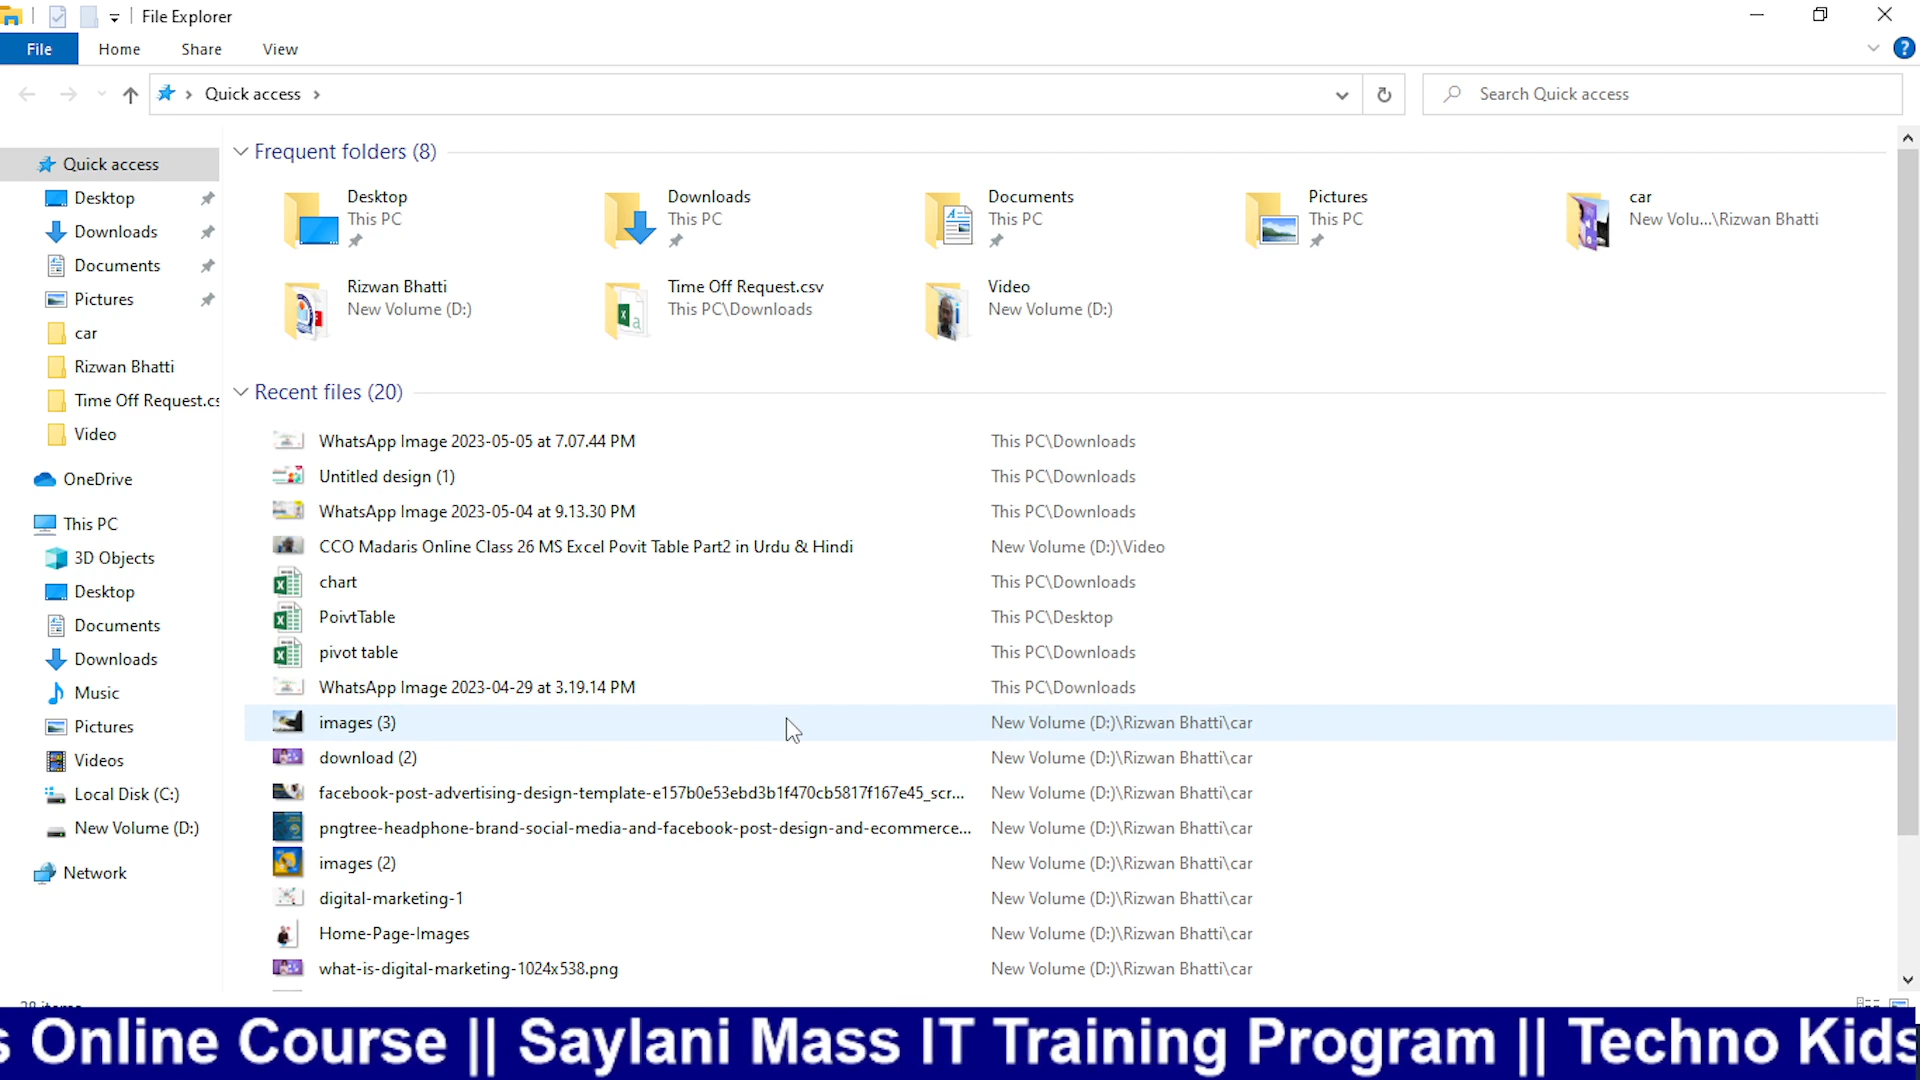 File Explorer
File Home Share View
Quick access
Search Quick access
Quick access
Desktop
Downloads
Documents
Pictures
car
Rizwan Bhatti
Time Off Request.cs
Video
OneDrive
This PC
3D Objects
Desktop
Documents
Downloads
Music
Pictures
Videos
Local Disk (C:)
New Volume (D:)
Network
Frequent folders (8)
Desktop
This PC
Downloads
This PC
Documents
This PC
Pictures
This PC
car
New Volu...\Rizwan Bhatti
Rizwan Bhatti
New Volume (D:)
Time Off Request.csv
This PC\Downloads
Video
New Volume (D:)
Recent files (20)
WhatsApp Image 2023-05-05 at 7.07.44 PM This PC\Downloads
Untitled design (1) This PC\Downloads
WhatsApp Image 2023-05-04 at 9.13.30 PM This PC\Downloads
CCO Madaris Online Class 26 MS Excel Povit Table Part2 in Urdu & Hindi New Volume (D:)\Video
chart This PC\Downloads
PoivtTable This PC\Desktop
pivot table This PC\Downloads
WhatsApp Image 2023-04-29 at 3.19.14 PM This PC\Downloads
images (3) New Volume (D:)\Rizwan Bhatti\car
download (2) New Volume (D:)\Rizwan Bhatti\car
facebook-post-advertising-design-template-e157b0e53ebd3b1f470cb5817f167e45_scr... New Volume (D:)\Rizwan Bhatti\car
pngtree-headphone-brand-social-media-and-facebook-post-design-and-ecommerce... New Volume (D:)\Rizwan Bhatti\car
images (2) New Volume (D:)\Rizwan Bhatti\car
digital-marketing-1 New Volume (D:)\Rizwan Bhatti\car
Home-Page-Images New Volume (D:)\Rizwan Bhatti\car
what-is-digital-marketing-1024x538.png New Volume (D:)\Rizwan Bhatti\car
s Online Course || Saylani Mass IT Training Program || Techno Kids